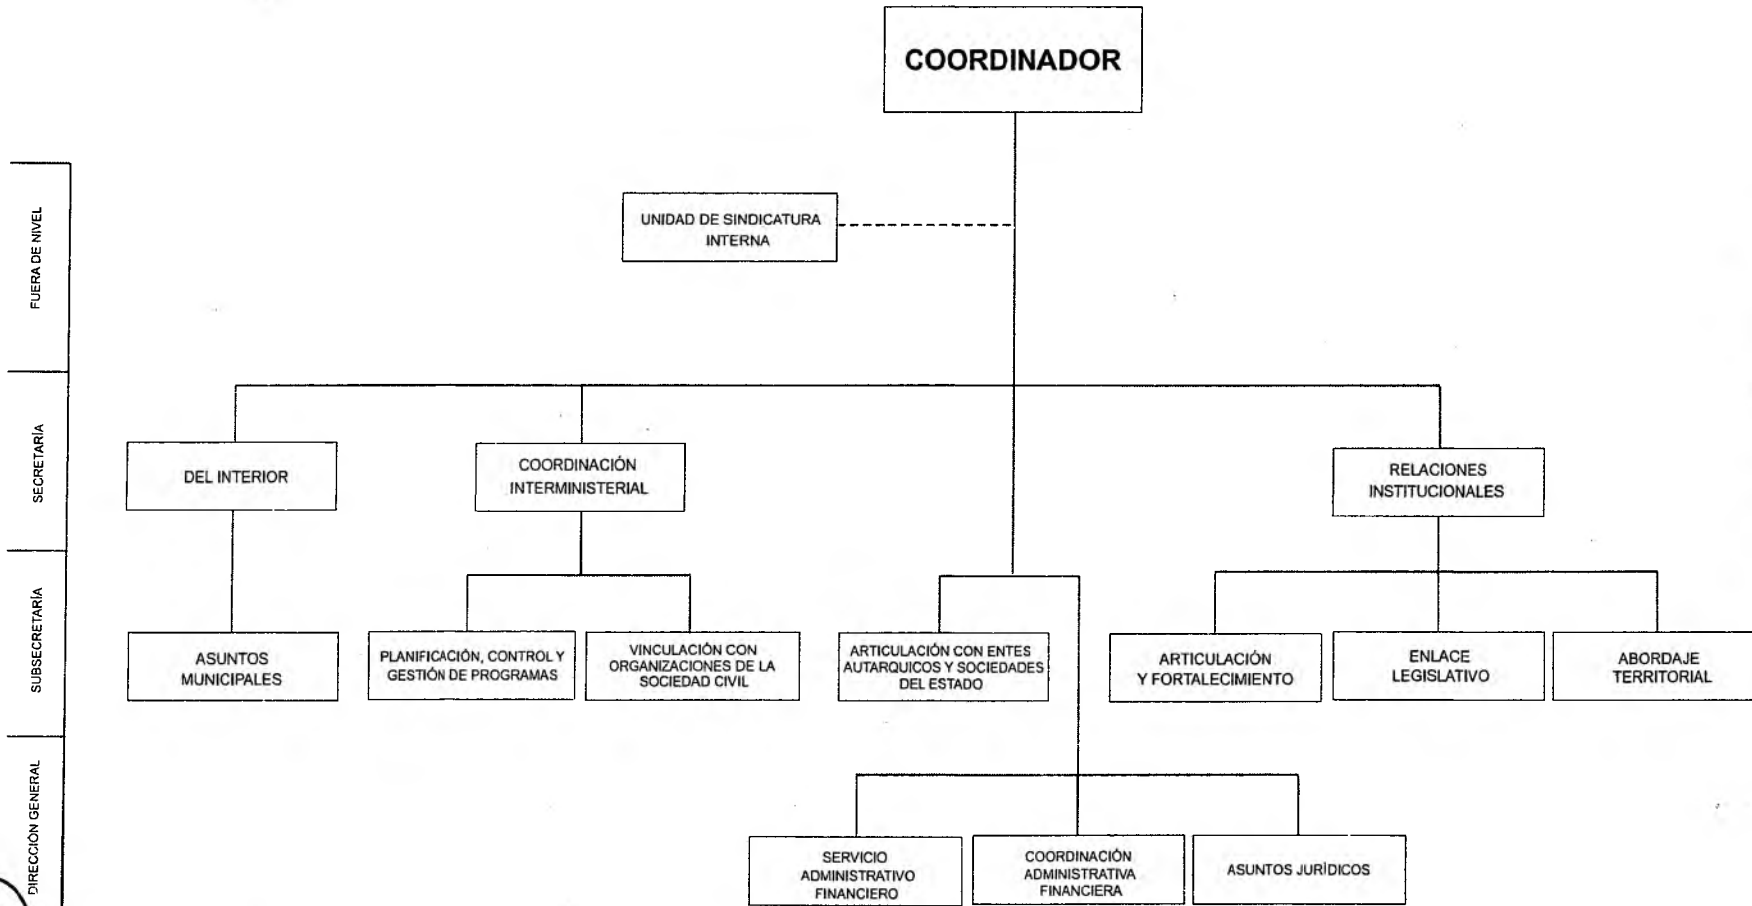 COORDINADOR
FUERA DE NIVEL
UNIDAD DE SINDICATURA
INTERNA
SECRETARÍA
DEL INTERIOR
COORDINACIÓN
INTERMINISTERIAL
RELACIONES
INSTITUCIONALES
SUBSECRETARÍA
ASUNTOS
MUNICIPALES
PLANIFICACIÓN, CONTROL Y
GESTIÓN DE PROGRAMAS
VINCULACIÓN CON
ORGANIZACIONES DE LA
SOCIEDAD CIVIL
ARTICULACIÓN CON ENTES
AUTARQUICOS Y SOCIEDADES
DEL ESTADO
ARTICULACIÓN
Y FORTALECIMIENTO
ENLACE
LEGISLATIVO
ABORDAJE
TERRITORIAL
DIRECCIÓN GENERAL
SERVICIO
ADMINISTRATIVO
FINANCIERO
COORDINACIÓN
ADMINISTRATIVA
FINANCIERA
ASUNTOS JURÍDICOS